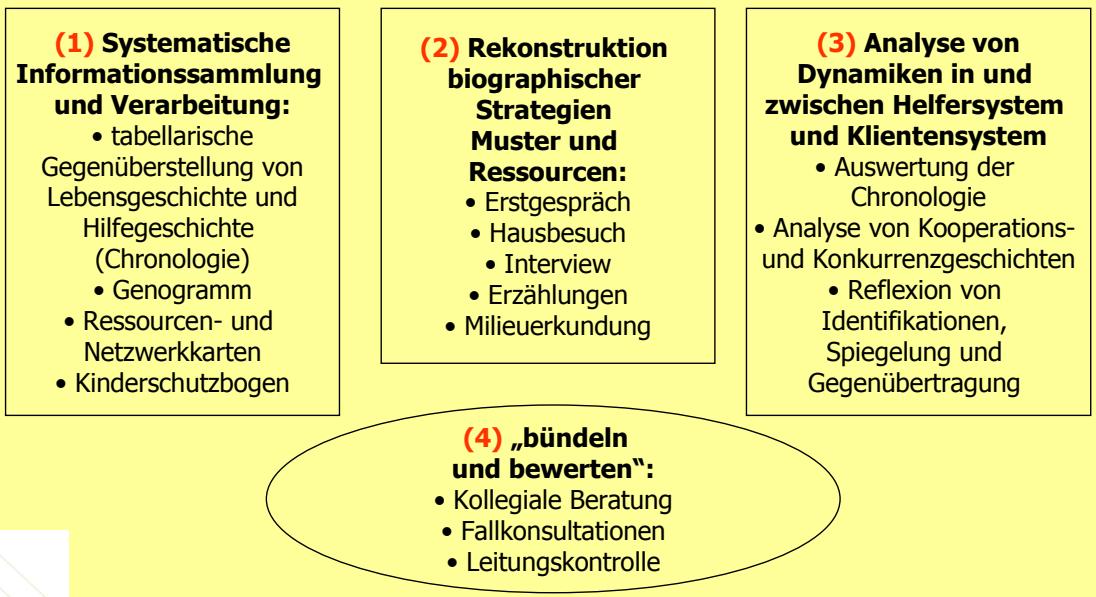 (1) Systematische
Informationssammlung
und Verarbeitung:
• tabellarische
Gegenüberstellung von
Lebensgeschichte und
Hilfegeschichte
(Chronologie)
• Genogramm
• Ressourcen- und
Netzwerkkarten
• Kinderschutzbogen
(2) Rekonstruktion
biographischer
Strategien
Muster und
Ressourcen:
• Erstgespräch
• Hausbesuch
• Interview
• Erzählungen
• Milieuerkundung
(3) Analyse von
Dynamiken in und
zwischen Helfersystem
und Klientensystem
• Auswertung der
Chronologie
• Analyse von Kooperations-
und Konkurrenzgeschichten
• Reflexion von
Identifikationen,
Spiegelung und
Gegenübertragung
(4) „bündeln
und bewerten“:
• Kollegiale Beratung
• Fallkonsultationen
• Leitungskontrolle